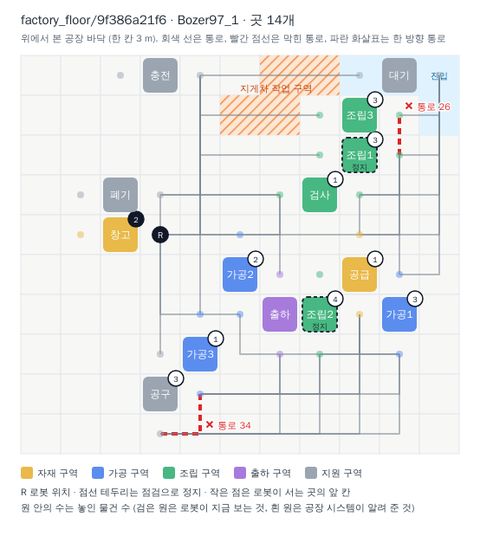 factory_floor/9f386a21f6 · Bozer97_1 · 곳 14개
위에서 본 공장 바닥 (한 칸 3 m). 회색 선은 통로, 빨간 점선은 막힌 통로, 파란 화살표는 한 방향 통로
충전
대기
진입
지게차 작업 구역
3
조립3
× 통로 26
3
조립1
정지
1
폐기
검사
2
창고
R
2
1
가공2
공급
4
3
출하
조립2
정지
가공1
1
가공3
3
공구
× 통로 34
자재 구역
가공 구역
조립 구역
출하 구역
지원 구역
R 로봇 위치 · 점선 테두리는 점검으로 정지 · 작은 점은 로봇이 서는 곳의 앞 칸
원 안의 수는 놓인 물건 수 (검은 원은 로봇이 지금 보는 것, 흰 원은 공장 시스템이 알려 준 것)